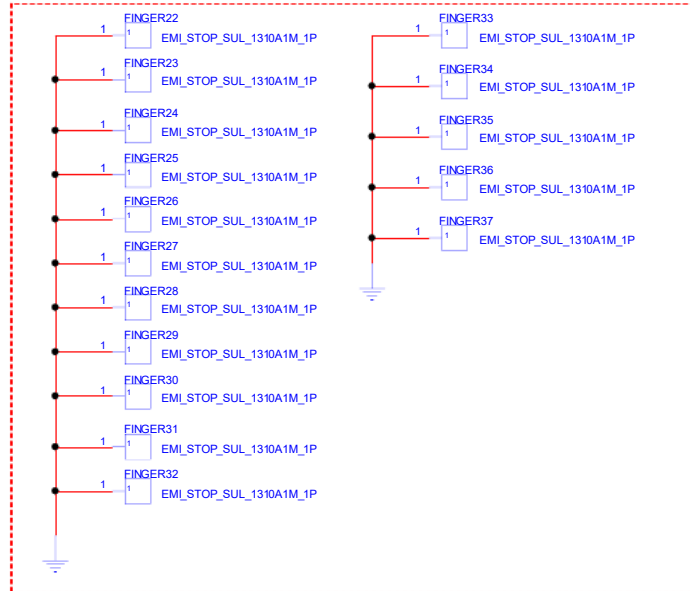 FINGER22
1
1
EMI_STOP_SUL_1310A1M_1P
FINGER23
1
1
EMI_STOP_SUL_1310A1M_1P
FINGER24
1
1
EMI_STOP_SUL_1310A1M_1P
FINGER25
1
1
EMI_STOP_SUL_1310A1M_1P
FINGER26
1
1
EMI_STOP_SUL_1310A1M_1P
FINGER27
1
1
EMI_STOP_SUL_1310A1M_1P
FINGER28
1
1
EMI_STOP_SUL_1310A1M_1P
FINGER29
1
1
EMI_STOP_SUL_1310A1M_1P
FINGER30
1
1
EMI_STOP_SUL_1310A1M_1P
FINGER31
1
1
EMI_STOP_SUL_1310A1M_1P
FINGER32
1
1
EMI_STOP_SUL_1310A1M_1P
FINGER33
1
1
EMI_STOP_SUL_1310A1M_1P
FINGER34
1
1
EMI_STOP_SUL_1310A1M_1P
FINGER35
1
1
EMI_STOP_SUL_1310A1M_1P
FINGER36
1
1
EMI_STOP_SUL_1310A1M_1P
FINGER37
1
1
EMI_STOP_SUL_1310A1M_1P